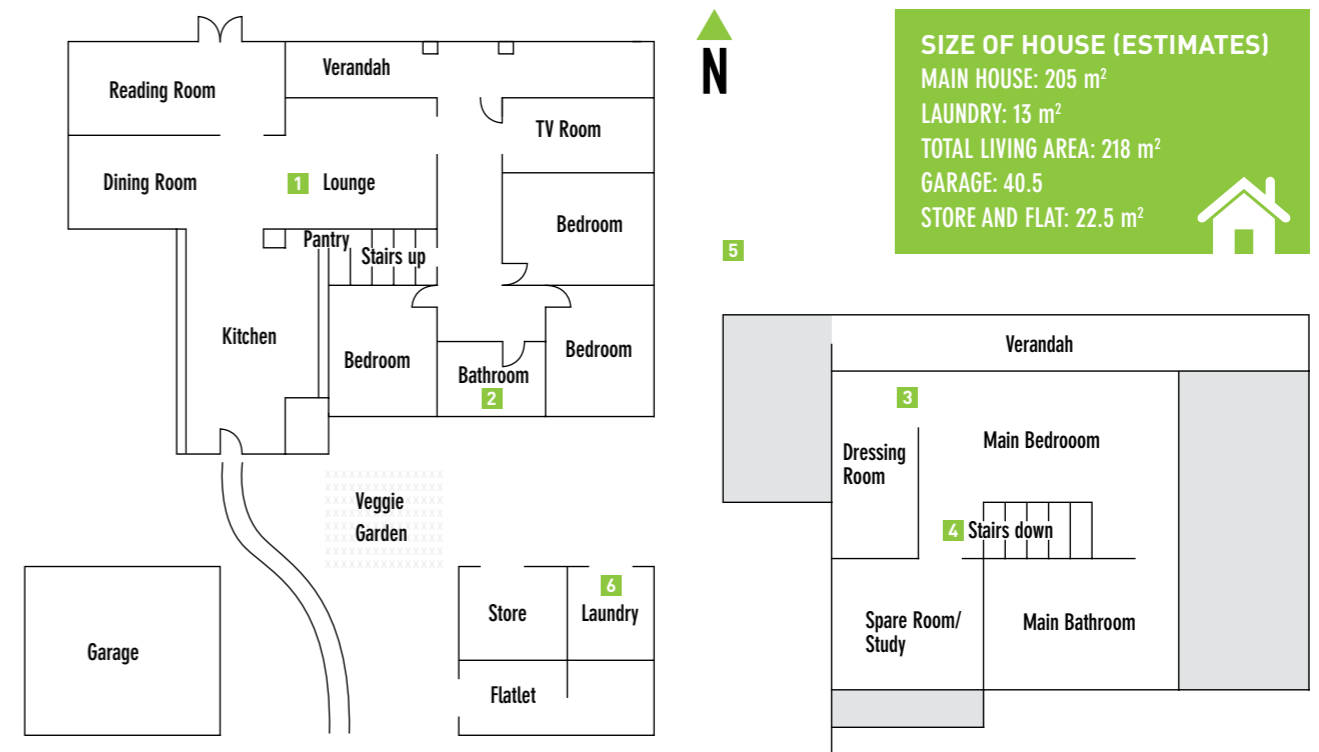 Reading Room
Verandah
TV Room
Dining Room
1 Lounge
Bedroom
Pantry
Stairs up
Kitchen
Bedroom
Bathroom
2
Bedroom
Veggie
Garden
Garage
Store
6
Laundry
Flatlet
N
SIZE OF HOUSE (ESTIMATES)
MAIN HOUSE: 205 m²
LAUNDRY: 13 m²
TOTAL LIVING AREA: 218 m²
GARAGE: 40.5
STORE AND FLAT: 22.5 m²
5
Verandah
3
Dressing
Room
Main Bedrooom
4 Stairs down
Spare Room/
Study
Main Bathroom